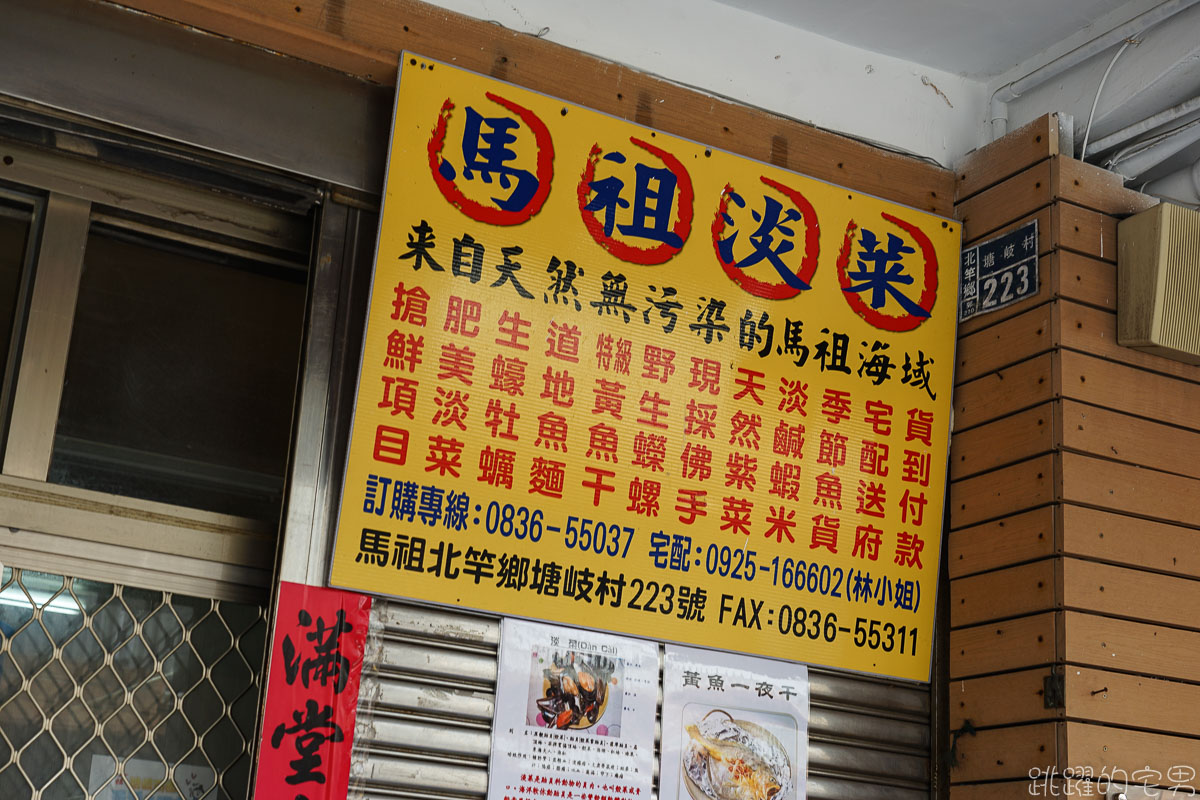 馬祖淡菜
来自天然無污染的馬祖海域
搶鮮項目
肥美淡菜
生蠔牡蠣
道地魚麵
特級黃魚干
野生蠑螺
現採佛手
天然紫菜
淡鹹蝦米
季節魚貨
宅配送府
貨到付款
訂購專線:0836-55037 宅配:0925-166602(林小姐)
馬祖北竿鄉塘岐村223號 FAX:0836-55311
北竿鄉
塘岐村
223
滿堂
淡 菜(Dàn Cài)
黃魚一夜干
跳躍的宅男